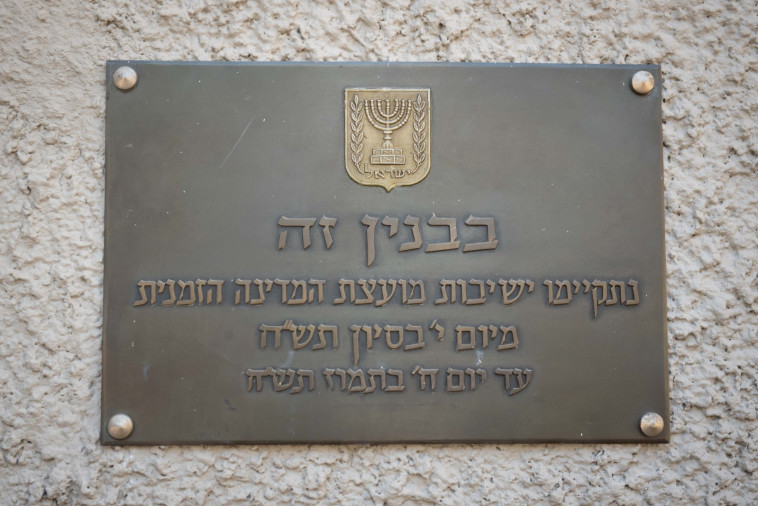 ישראל
בבנין זה
נתקיימו ישיבות מועצת המדינה הזמנית
מיום י׳ בסיון תש״ח
עד יום ח׳ בתמוז תש״ח